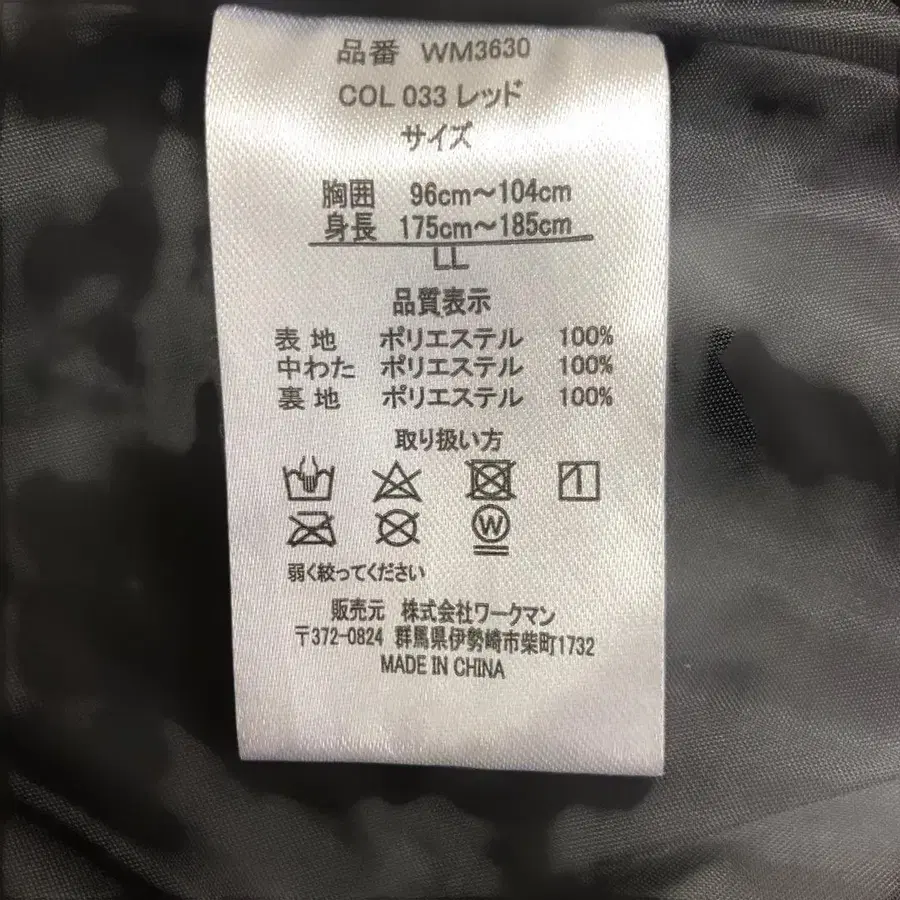 品番 WM3630
COL 033 レッド
サイズ
胸囲 96cm～104cm
身長 175cm～185cm
LL
品質表示
表 地 ポリエステル 100%
中わた ポリエステル 100%
裏 地 ポリエステル 100%
取り扱い方
W
弱く絞ってください
販売元 株式会社ワークマン
〒372-0824 群馬県伊勢崎市柴町1732
MADE IN CHINA